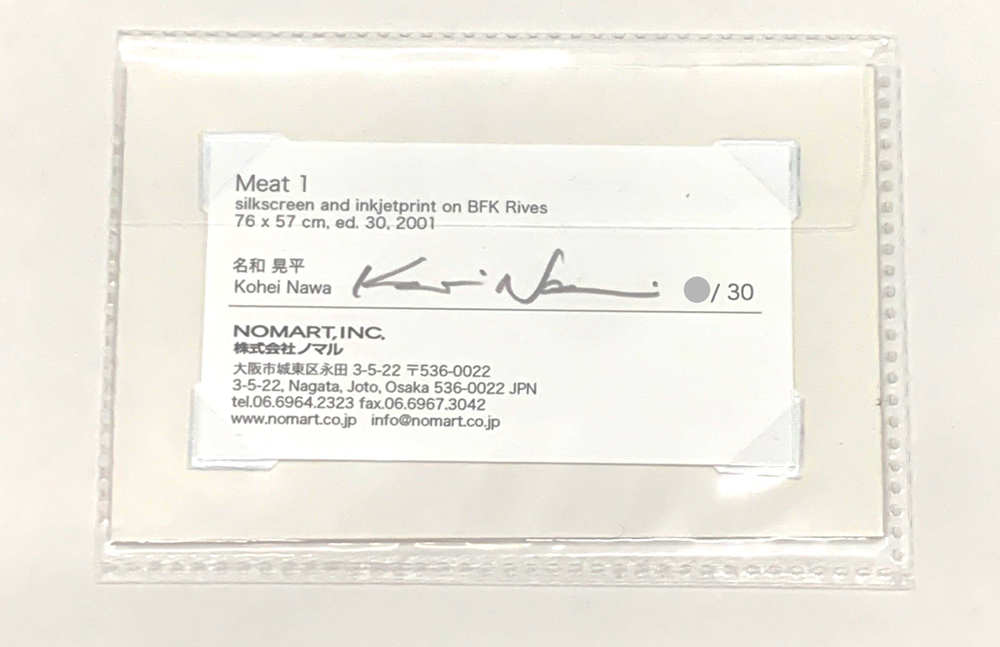 Meat 1
silkscreen and inkjetprint on BFK Rives
76 x 57 cm, ed. 30, 2001
名和 晃平
Kohei Nawa Kohei Nawa / 30
NOMART, INC.
株式会社ノマル
大阪市城東区永田 3-5-22 〒536-0022
3-5-22, Nagata, Joto, Osaka 536-0022 JPN
tel.06.6964.2323 fax.06.6967.3042
www.nomart.co.jp info@nomart.co.jp